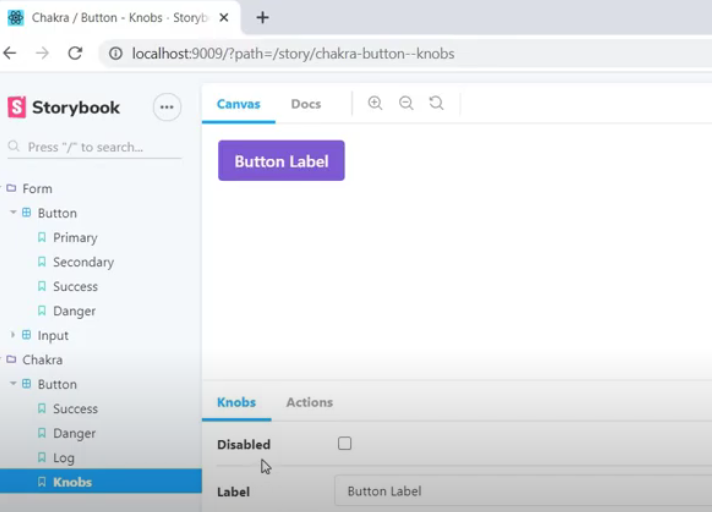 Chakra / Button - Knobs · Storyb
localhost:9009/?path=/story/chakra-button--knobs
Storybook
Canvas Docs
Press "/" to search...
Button Label
Form
Button
Primary
Secondary
Success
Danger
Input
Chakra
Button
Success
Danger
Log
Knobs
Knobs Actions
Disabled
Label Button Label